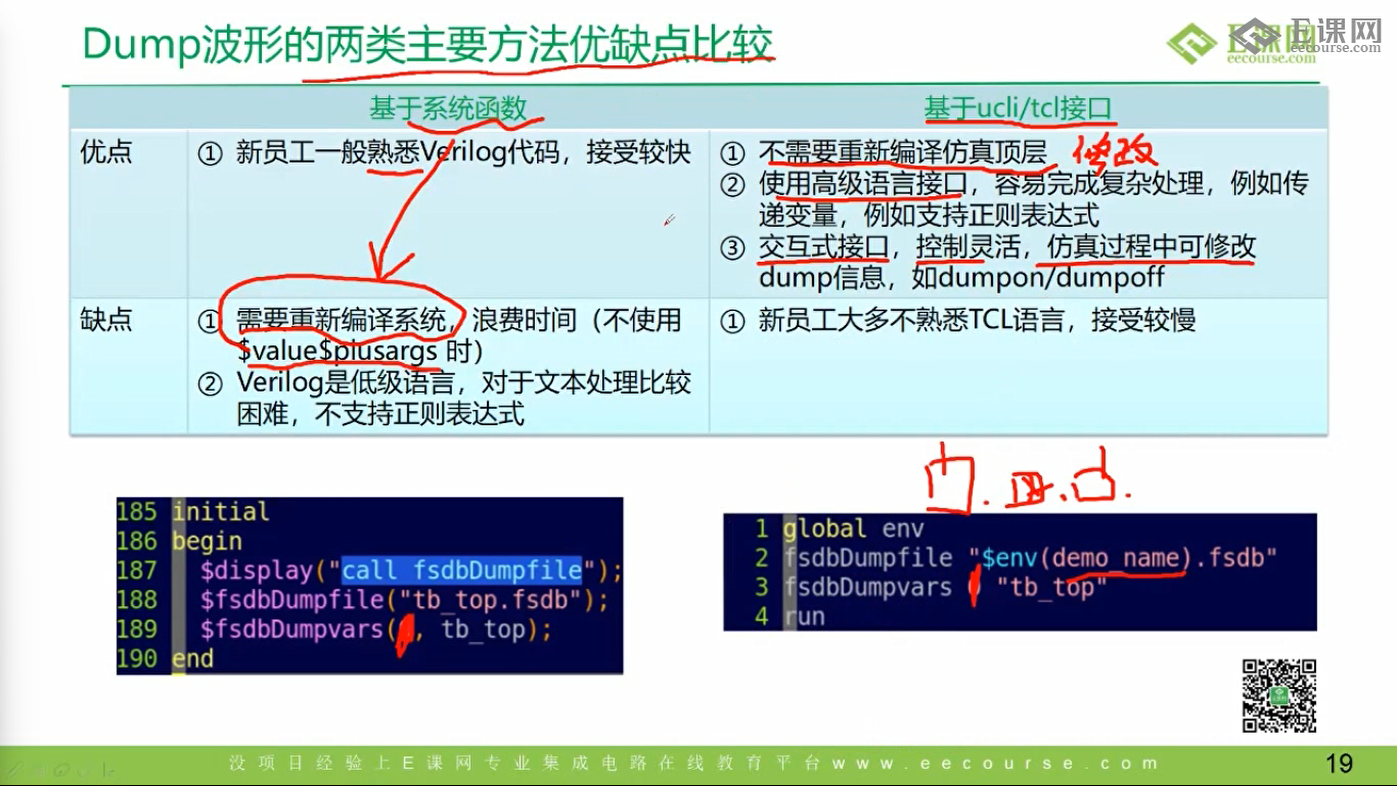 Dump波形的两类主要方法优缺点比较
E课网
eecourse.com
eecourse.com
基于系统函数
基于ucli/tcl接口
优点
① 新员工一般熟悉Verilog代码，接受较快
① 不需要重新编译仿真顶层 修改
② 使用高级语言接口，容易完成复杂处理，例如传
递变量，例如支持正则表达式
③ 交互式接口，控制灵活，仿真过程中可修改
dump信息，如dumpon/dumpoff
缺点
① 需要重新编译系统，浪费时间（不使用
$value$plusargs 时）
② Verilog是低级语言，对于文本处理比较
困难，不支持正则表达式
① 新员工大多不熟悉TCL语言，接受较慢
185 initial
186 begin
187 $display("call fsdbDumpfile");
188 $fsdbDumpfile("tb_top.fsdb");
189 $fsdbDumpvars( , tb_top);
190 end
1 global env
2 fsdbDumpfile "$env(demo_name).fsdb"
3 fsdbDumpvars "tb_top"
4 run
没项目经验上E课网专业集成电路在线教育平台www.eecourse.com
19